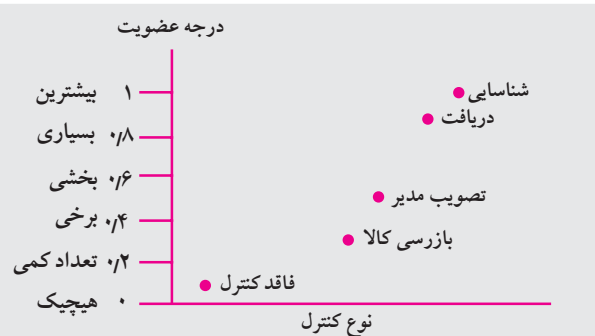 درجه عضویت
۱ بیشترین
۰/۸ بسیاری
۰/۶ بخشی
۰/۴ برخی
۰/۲ تعداد کمی
۰ هیچیک
شناسایی
دریافت
تصویب مدیر
بازرسی کالا
فاقد کنترل
نوع کنترل